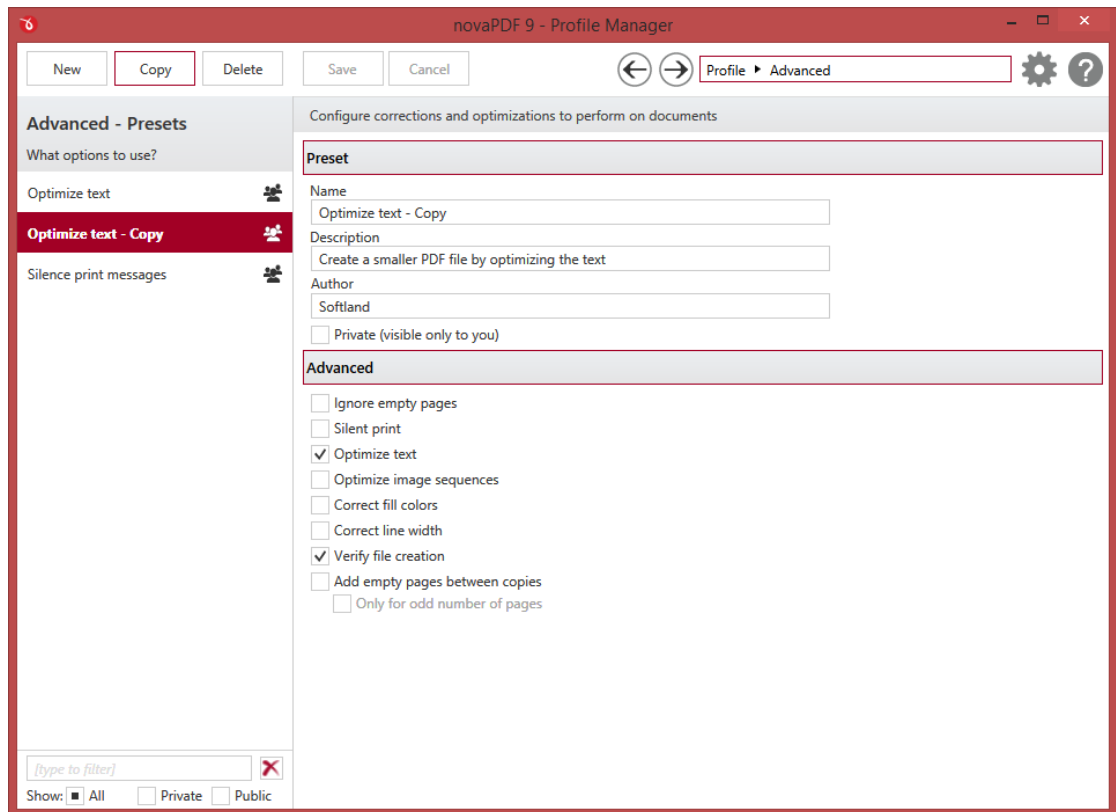 novaPDF 9 - Profile Manager
New Copy Delete Save Cancel Profile Advanced
Advanced - Presets
What options to use?
Optimize text
Optimize text - Copy
Silence print messages
[type to filter]
Show: All Private Public
Configure corrections and optimizations to perform on documents
Preset
Name
Optimize text - Copy
Description
Create a smaller PDF file by optimizing the text
Author
Softland
Private (visible only to you)
Advanced
Ignore empty pages
Silent print
Optimize text
Optimize image sequences
Correct fill colors
Correct line width
Verify file creation
Add empty pages between copies
Only for odd number of pages